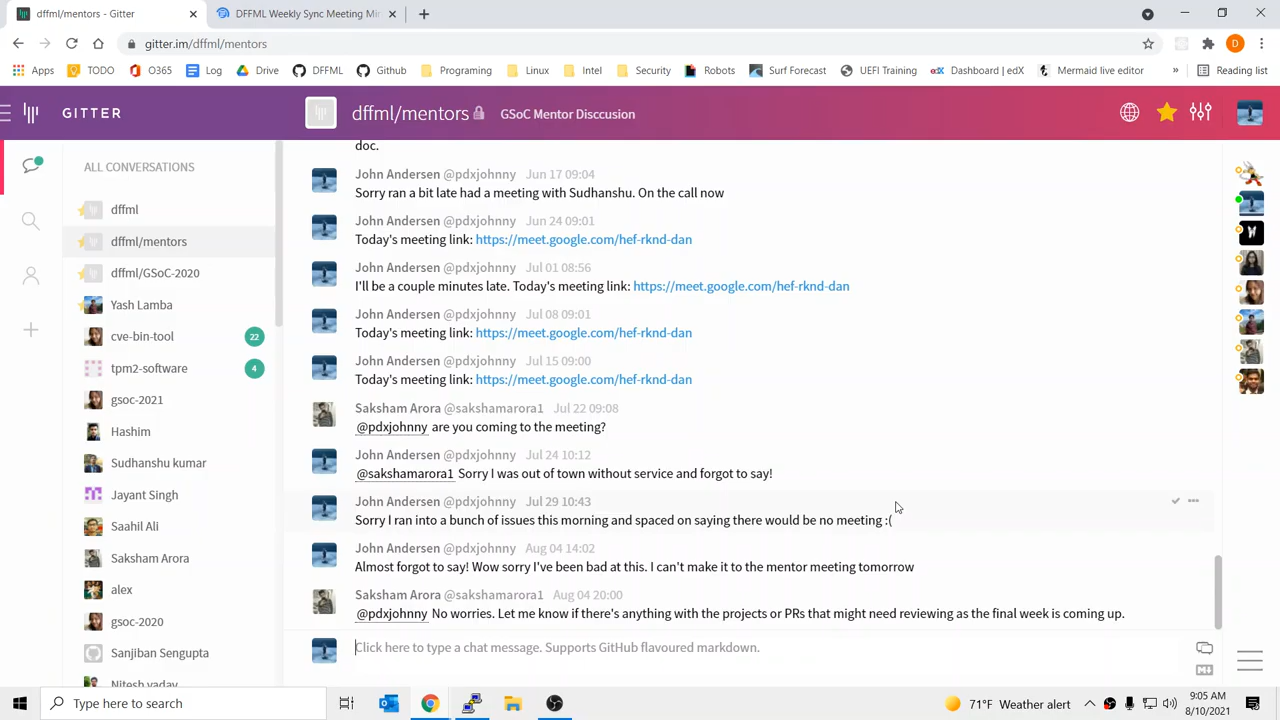 dffml/mentors - Gitter
DFFML Weekly Sync Meeting Mi
gitter.im/dffml/mentors
Apps
TODO
O365
Log
Drive
DFFML
Github
Programing
Linux
Intel
Security
Robots
Surf Forecast
UEFI Training
edX
Dashboard | edX
Mermaid live editor
»
Reading list
GITTER
dffml/mentors
GSoC Mentor Disccusion
ALL CONVERSATIONS
dffml
dffml/mentors
dffml/GSoC-2020
Yash Lamba
cve-bin-tool 22
tpm2-software 4
gsoc-2021
Hashim
Sudhanshu kumar
Jayant Singh
Saahil Ali
Saksham Arora
alex
gsoc-2020
Sanjiban Sengupta
Nitesh yadav
doc.
John Andersen @pdxjohnny Jun 17 09:04
Sorry ran a bit late had a meeting with Sudhanshu. On the call now
John Andersen @pdxjohnny Jun 24 09:01
Today's meeting link: https://meet.google.com/hef-rknd-dan
John Andersen @pdxjohnny Jul 01 08:56
I'll be a couple minutes late. Today's meeting link: https://meet.google.com/hef-rknd-dan
John Andersen @pdxjohnny Jul 08 09:01
Today's meeting link: https://meet.google.com/hef-rknd-dan
John Andersen @pdxjohnny Jul 15 09:00
Today's meeting link: https://meet.google.com/hef-rknd-dan
Saksham Arora @sakshamarora1 Jul 22 09:08
@pdxjohnny are you coming to the meeting?
John Andersen @pdxjohnny Jul 24 10:12
@sakshamarora1 Sorry I was out of town without service and forgot to say!
John Andersen @pdxjohnny Jul 29 10:43
Sorry I ran into a bunch of issues this morning and spaced on saying there would be no meeting :(
John Andersen @pdxjohnny Aug 04 14:02
Almost forgot to say! Wow sorry I've been bad at this. I can't make it to the mentor meeting tomorrow
Saksham Arora @sakshamarora1 Aug 04 20:00
@pdxjohnny No worries. Let me know if there's anything with the projects or PRs that might need reviewing as the final week is coming up.
Click here to type a chat message. Supports GitHub flavoured markdown.
Type here to search
71°F Weather alert
9:05 AM
8/10/2021